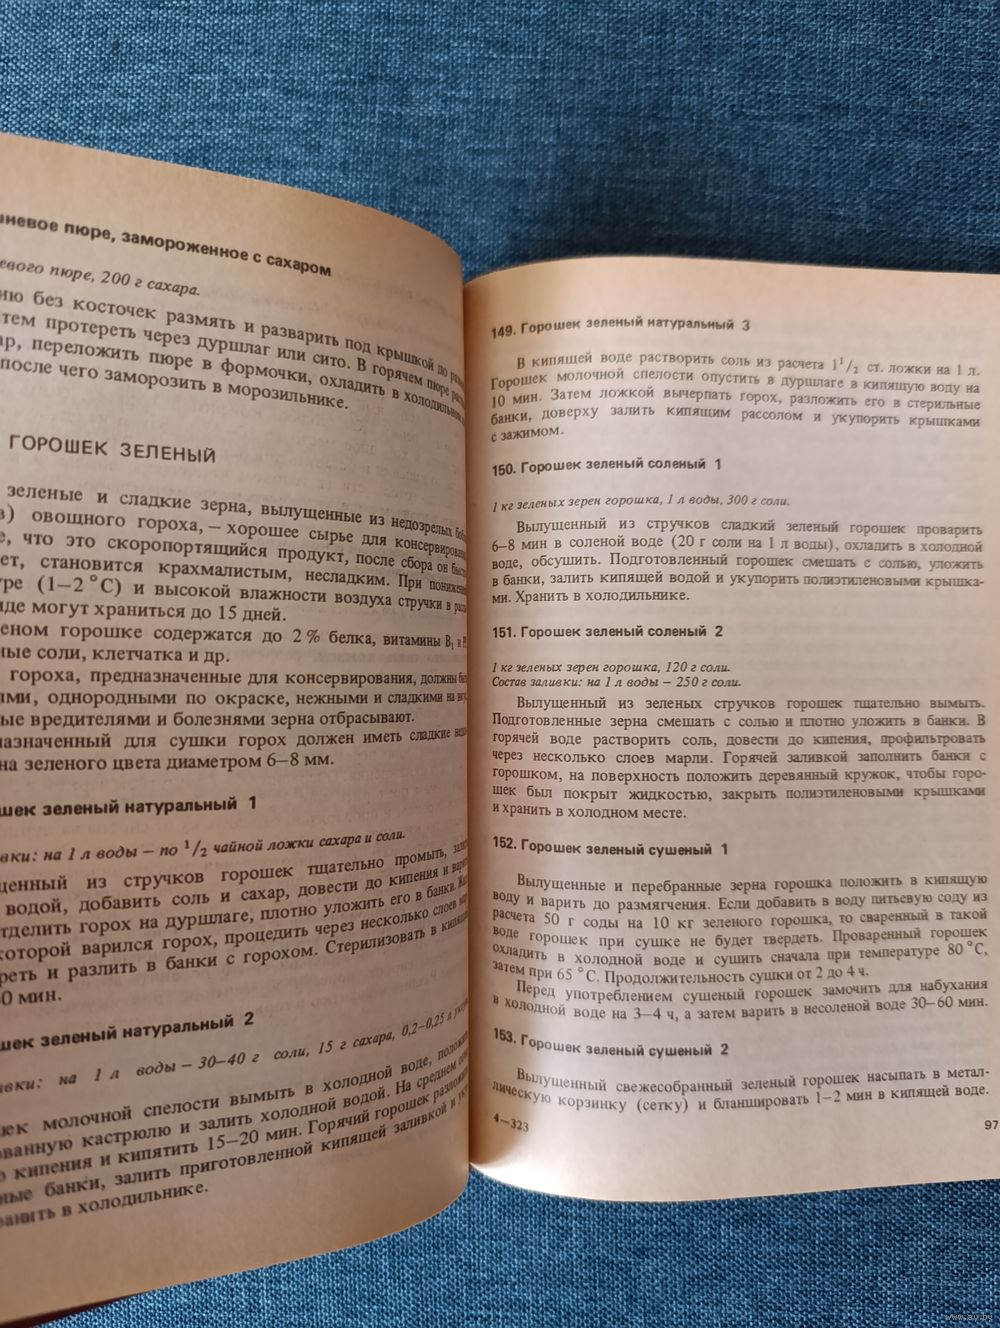 невое пюре, замороженное с сахаром
евого пюре, 200 г сахара.
ию без косточек размять и разварить под крышкой до
тем протереть через дуршлаг или сито. В горячем пюре
ар, переложить пюре в формочки, охладить в холодильнике
после чего заморозить в морозильнике.
ГОРОШЕК ЗЕЛЕНЫЙ
зеленые и сладкие зерна, вылущенные из недозрелых
в) овощного гороха, — хорошее сырье для консервирования
е, что это скоропортящийся продукт, после сбора он
ет, становится крахмалистым, несладким. При
уре (1—2 °С) и высокой влажности воздуха стручки в
иде могут храниться до 15 дней.
еном горошке содержатся до 2 % белка, витамины В₁ и
ные соли, клетчатка и др.
гороха, предназначенные для консервирования, должны
ыми, однородными по окраске, нежными и сладкими на
ые вредителями и болезнями зерна отбрасывают.
назначенный для сушки горох должен иметь сладкие
на зеленого цвета диаметром 6—8 мм.
шек зеленый натуральный 1
вки: на 1 л воды — по 1/2 чайной ложки сахара и соли.
щенный из стручков горошек тщательно промыть,
водой, добавить соль и сахар, довести до кипения и
тделить горох на дуршлаге, плотно уложить его в банки.
которой варился горох, процедить через несколько слоев
реть и разлить в банки с горохом. Стерилизовать в
0 мин.
шек зеленый натуральный 2
вки: на 1 л воды — 30—40 г соли, 15 г сахара, 0,2—0,25 л
шек молочной спелости вымыть в холодной воде,
ованную кастрюлю и залить холодной водой. На среднем
о кипения и кипятить 15—20 мин. Горячий горошек
ные банки, залить приготовленной кипящей заливкой и
ранить в холодильнике.
149. Горошек зеленый натуральный 3
В кипящей воде растворить соль из расчета 1 1/2 ст. ложки на 1 л.
Горошек молочной спелости опустить в дуршлаге в кипящую воду на
10 мин. Затем ложкой вычерпать горох, разложить его в стерильные
банки, доверху залить кипящим рассолом и укупорить крышками
с зажимом.
150. Горошек зеленый соленый 1
1 кг зеленых зерен горошка, 1 л воды, 300 г соли.
Вылущенный из стручков сладкий зеленый горошек проварить
6—8 мин в соленой воде (20 г соли на 1 л воды), охладить в холодной
воде, обсушить. Подготовленный горошек смешать с солью, уложить
в банки, залить кипящей водой и укупорить полиэтиленовыми крышка-
ми. Хранить в холодильнике.
151. Горошек зеленый соленый 2
1 кг зеленых зерен горошка, 120 г соли.
Состав заливки: на 1 л воды — 250 г соли.
Вылущенный из зеленых стручков горошек тщательно вымыть.
Подготовленные зерна смешать с солью и плотно уложить в банки. В
горячей воде растворить соль, довести до кипения, профильтровать
через несколько слоев марли. Горячей заливкой заполнить банки с
горошком, на поверхность положить деревянный кружок, чтобы горо-
шек был покрыт жидкостью, закрыть полиэтиленовыми крышками
и хранить в холодном месте.
152. Горошек зеленый сушеный 1
Вылущенные и перебранные зерна горошка положить в кипящую
воду и варить до размягчения. Если добавить в воду питьевую соду из
расчета 50 г соды на 10 кг зеленого горошка, то сваренный в такой
воде горошек при сушке не будет твердеть. Проваренный горошек
охладить в холодной воде и сушить сначала при температуре 80 °С,
затем при 65 °С. Продолжительность сушки от 2 до 4 ч.
Перед употреблением сушеный горошек замочить для набухания
в холодной воде на 3—4 ч, а затем варить в несоленой воде 30—60 мин.
153. Горошек зеленый сушеный 2
Вылущенный свежесобранный зеленый горошек насыпать в метал-
лическую корзинку (сетку) и бланшировать 1—2 мин в кипящей воде.
4—323
97
www.ay.by